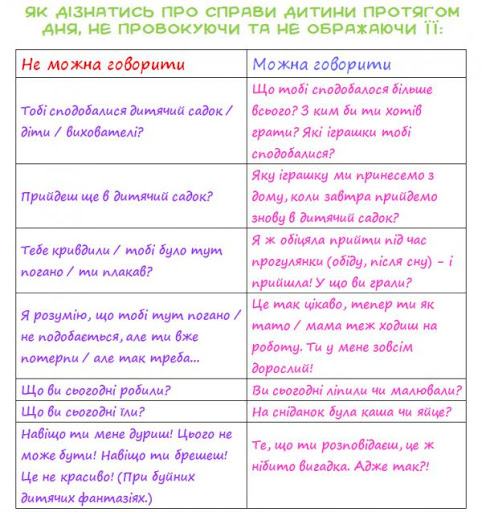 ЯК ДІЗНАТИСЬ ПРО СПРАВИ ДИТИНИ ПРОТЯГОМ
ДНЯ, НЕ ПРОВОКУЮЧИ ТА НЕ ОБРАЖАЮЧИ ЇЇ:
Не можна говорити
Можна говорити
Тобі сподобалися дитячий садок /
діти / вихователі?
Що тобі сподобалося більше
всього? З ким би ти хотів
грати? Які іграшки тобі
сподобалися?
Прийдеш ще в дитячий садок?
Яку іграшку ми принесемо з
дому, коли завтра прийдемо
знову в дитячий садок?
Тебе кривдили / тобі було тут
погано / ти плакав?
Я ж обіцяла прийти під час
прогулянки (обіду, після сну) – і
прийшла! У що ви грали?
Я розумію, що тобі тут погано /
не подобається, але ти вже
потерпи / але так треба...
Це так цікаво, тепер ти як
тато / мама теж ходиш на
роботу. Ти у мене зовсім
дорослий!
Що ви сьогодні робили?
Ви сьогодні ліпили чи малювали?
Що ви сьогодні їли?
На сніданок була каша чи яйце?
Навіщо ти мене дуриш! Цього не
може бути! Навіщо ти брешеш!
Це не красиво! (При буйних
дитячих фантазіях.)
Те, що ти розповідаєш, це ж
нібито вигадка. Адже так?!